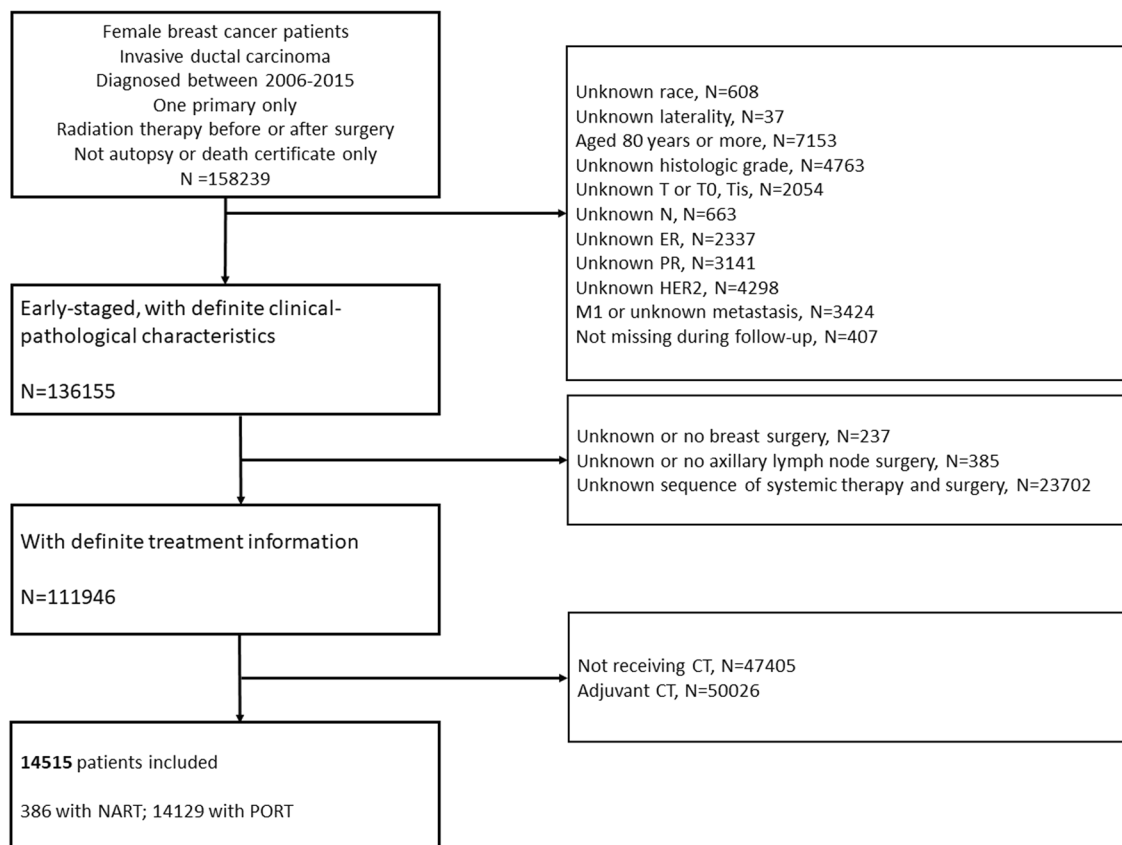 Female breast cancer patients
Invasive ductal carcinoma
Diagnosed between 2006-2015
One primary only
Radiation therapy before or after surgery
Not autopsy or death certificate only
N =158239
Unknown race, N=608
Unknown laterality, N=37
Aged 80 years or more, N=7153
Unknown histologic grade, N=4763
Unknown T or T0, Tis, N=2054
Unknown N, N=663
Unknown ER, N=2337
Unknown PR, N=3141
Unknown HER2, N=4298
M1 or unknown metastasis, N=3424
Not missing during follow-up, N=407
Early-staged, with definite clinical-
pathological characteristics
N=136155
Unknown or no breast surgery, N=237
Unknown or no axillary lymph node surgery, N=385
Unknown sequence of systemic therapy and surgery, N=23702
With definite treatment information
N=111946
Not receiving CT, N=47405
Adjuvant CT, N=50026
14515 patients included
386 with NART; 14129 with PORT